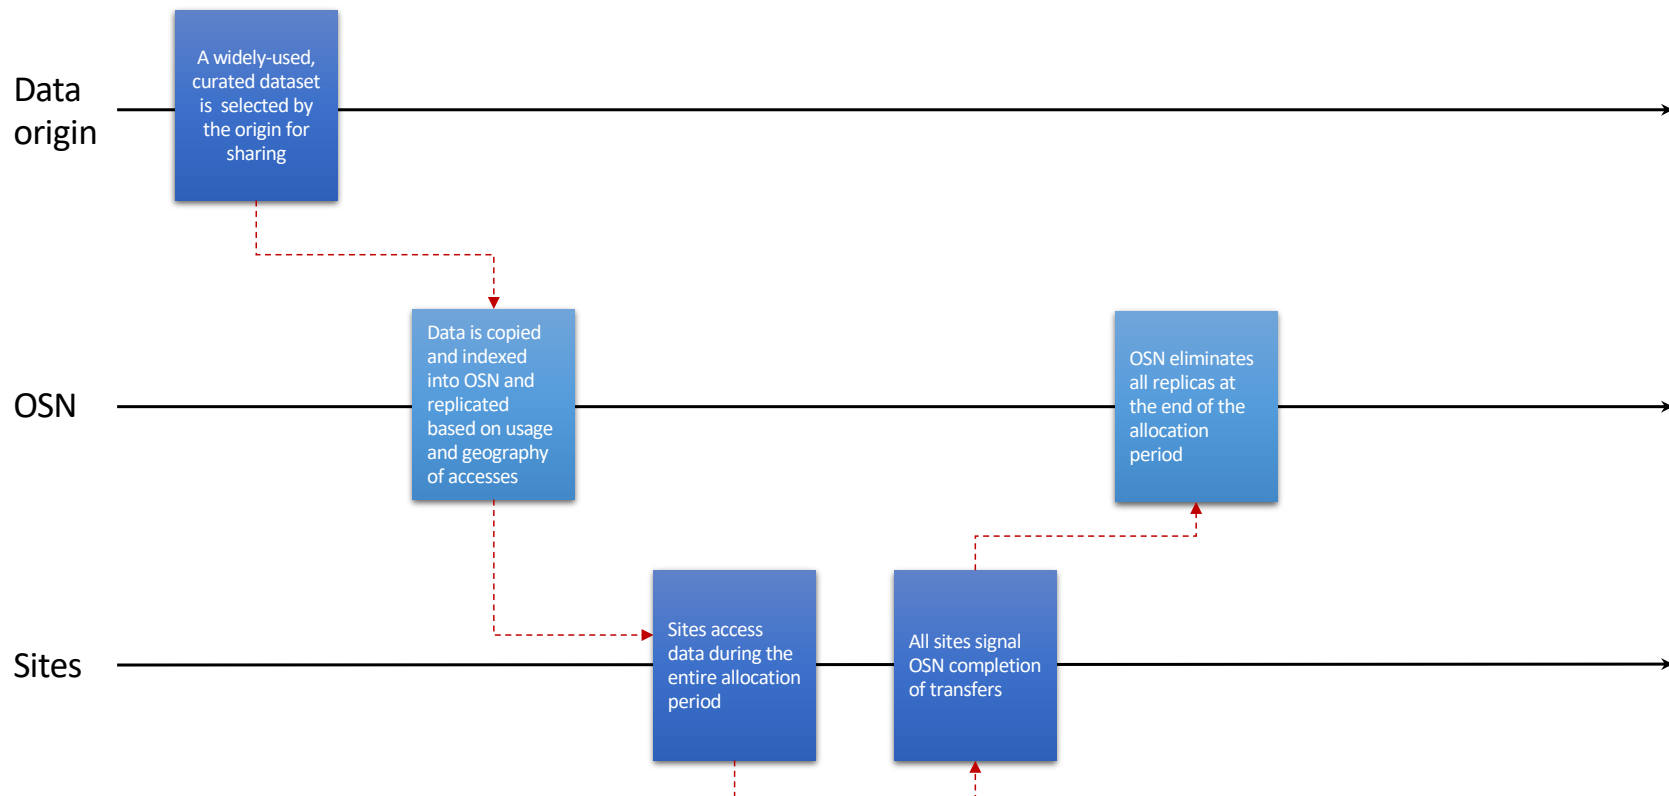 Data
origin
A widely-used,
curated dataset
is selected by
the origin for
sharing
OSN
Data is copied
and indexed
into OSN and
replicated
based on usage
and geography
of accesses
OSN eliminates
all replicas at
the end of the
allocation
period
Sites
Sites access
data during the
entire allocation
period
All sites signal
OSN completion
of transfers